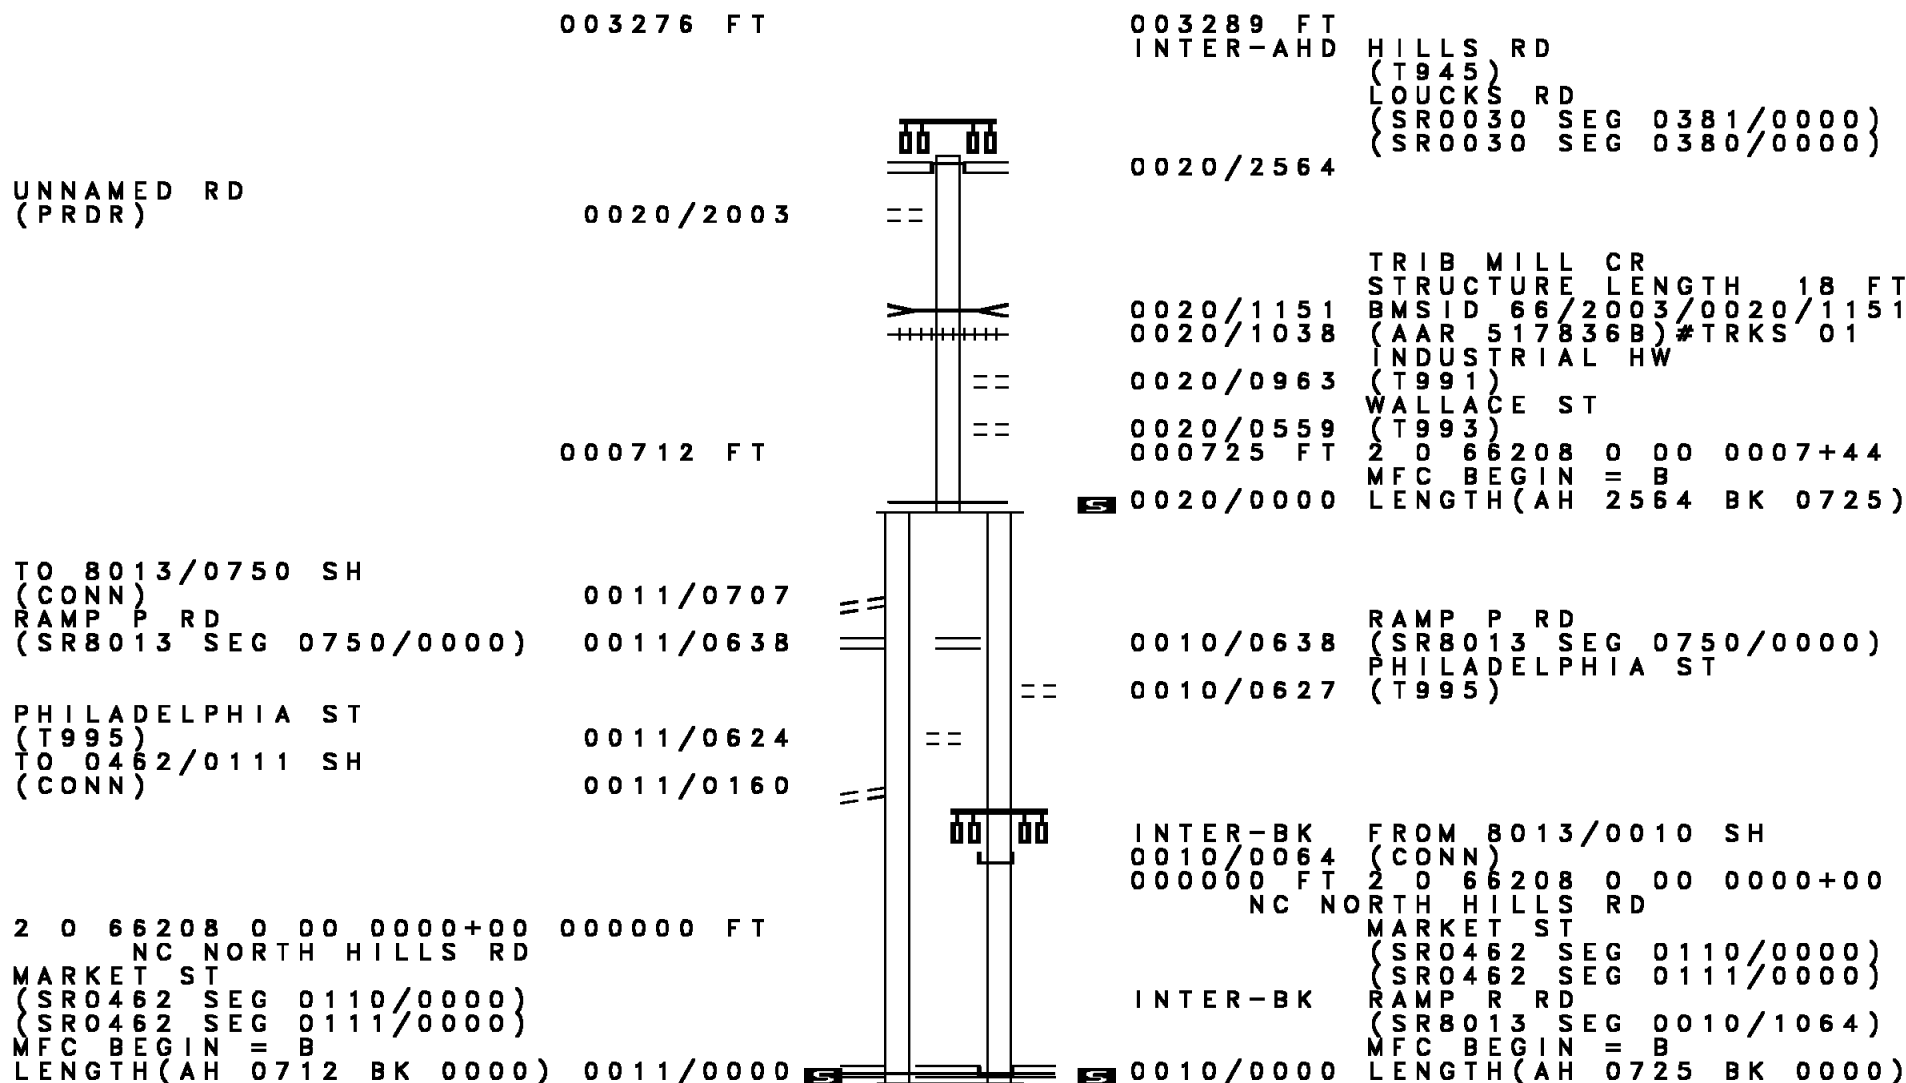 003276 FT 003289 FT
INTER-AHD HILLS RD
(T945)
LOUCKS RD
(SR0030 SEG 0381/0000)
(SR0030 SEG 0380/0000)
0020/2564
UNNAMED RD
(PRDR) 0020/2003
TRIB MILL CR
STRUCTURE LENGTH 18 FT
0020/1151 BMSID 66/2003/0020/1151
0020/1038 (AAR 517836B)#TRKS 01
INDUSTRIAL HW
0020/0963 (T991)
WALLACE ST
0020/0559 (T993)
000712 FT 000725 FT 2 0 66208 0 00 0007+44
MFC BEGIN = B
S 0020/0000 LENGTH(AH 2564 BK 0725)
TO 8013/0750 SH
(CONN) 0011/0707
RAMP P RD RAMP P RD
(SR8013 SEG 0750/0000) 0011/0638 0010/0638 (SR8013 SEG 0750/0000)
PHILADELPHIA ST
0010/0627 (T995)
PHILADELPHIA ST
(T995) 0011/0624
TO 0462/0111 SH
(CONN) 0011/0160
INTER-BK FROM 8013/0010 SH
0010/0064 (CONN)
000000 FT 2 0 66208 0 00 0000+00
NC NORTH HILLS RD
2 0 66208 0 00 0000+00 000000 FT MARKET ST
NC NORTH HILLS RD (SR0462 SEG 0110/0000)
MARKET ST (SR0462 SEG 0111/0000)
(SR0462 SEG 0110/0000) INTER-BK RAMP R RD
(SR0462 SEG 0111/0000) (SR8013 SEG 0010/1064)
MFC BEGIN = B MFC BEGIN = B
LENGTH(AH 0712 BK 0000) 0011/0000 S S 0010/0000 LENGTH(AH 0725 BK 0000)